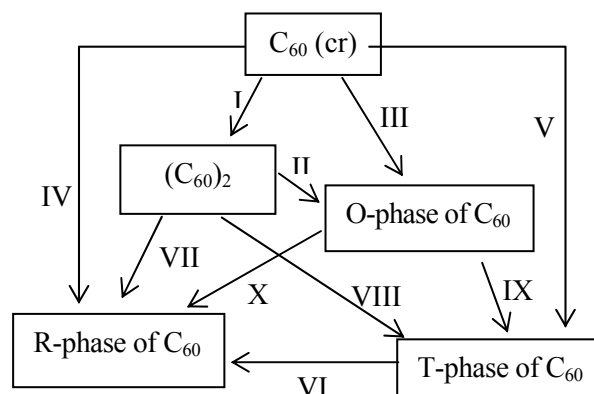 C₆₀ (cr)
I
III
V
(C₆₀)₂
II
IV
O-phase of C₆₀
VII
X
VIII
IX
R-phase of C₆₀
VI
T-phase of C₆₀